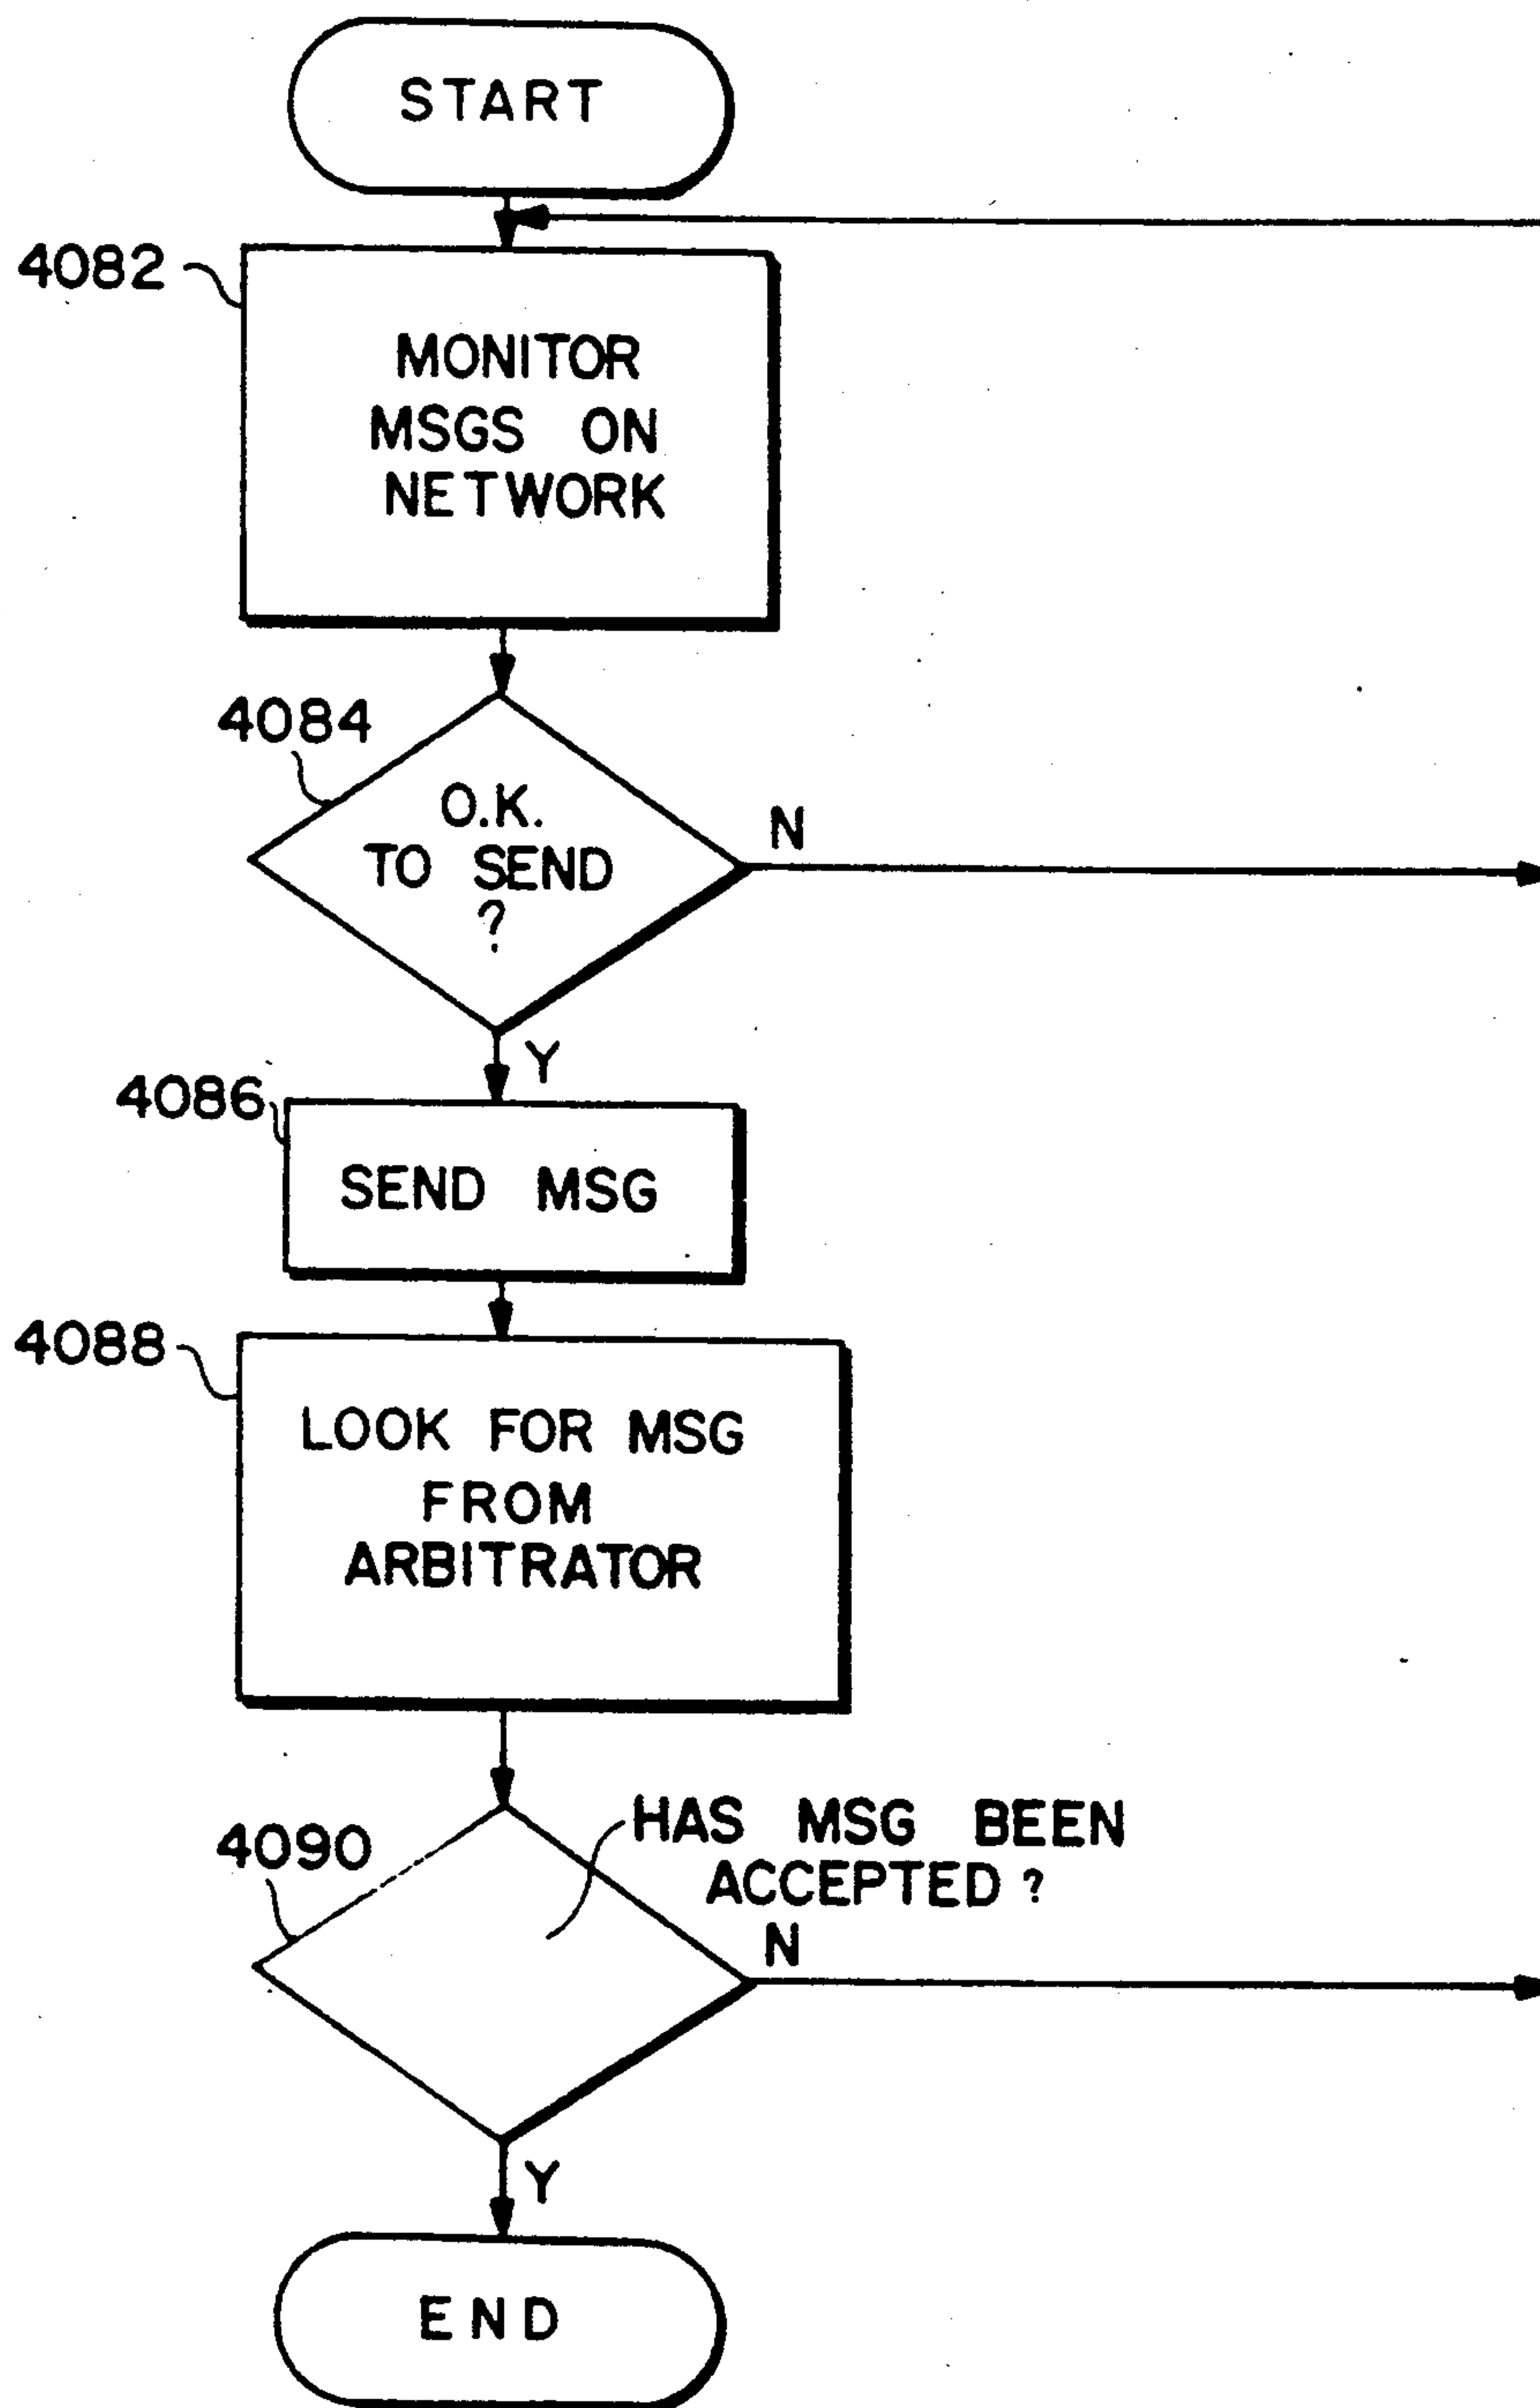 START
4082
MONITOR
MSGS ON
NETWORK
4084
O.K.
TO SEND
?
N
Y
4086
SEND MSG
4088
LOOK FOR MSG
FROM
ARBITRATOR
4090
HAS MSG BEEN
ACCEPTED ?
N
Y
END